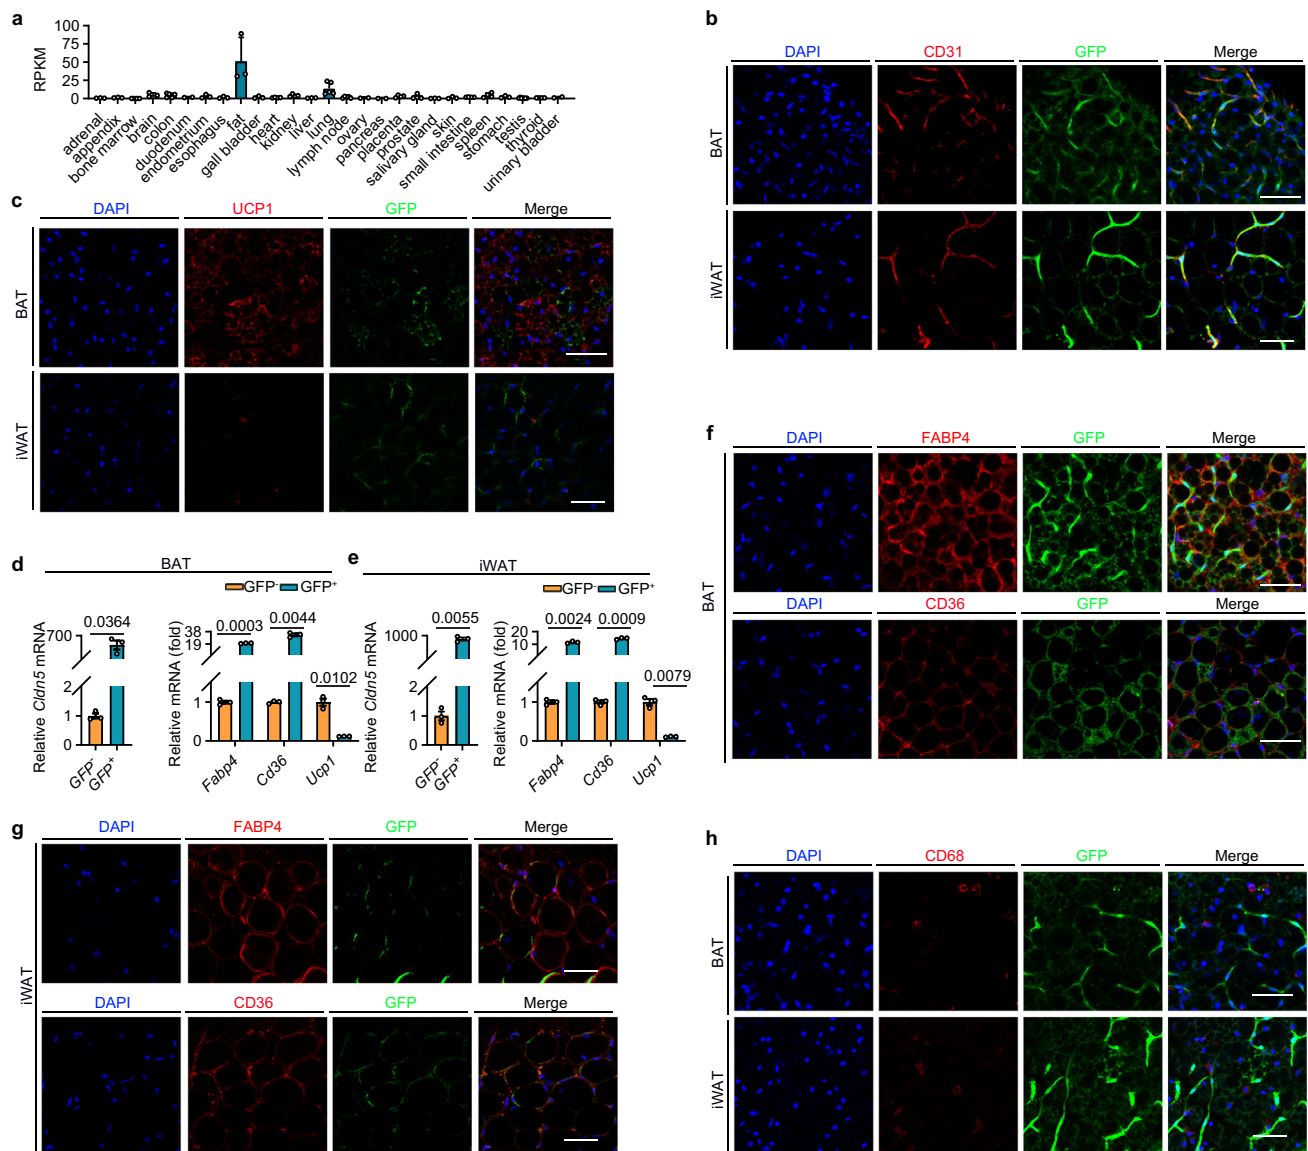 a
RPKM
100
75
50
25
0
adrenal
appendix
bone marrow
brain
colon
duodenum
endometrium
esophagus
fat
gall bladder
heart
kidney
liver
lung
lymph node
ovary
pancreas
placenta
prostate
salivary gland
skin
small intestine
spleen
stomach
testis
thyroid
urinary bladder
b
DAPI CD31 GFP Merge
BAT
iWAT
c
DAPI UCP1 GFP Merge
BAT
iWAT
d
BAT
GFP- GFP+
Relative Cldn5 mRNA
700
2
1
0
0.0364
GFP-
GFP+
Relative mRNA (fold)
38
19
1
0
0.0003
0.0044
0.0102
Fabp4
Cd36
Ucp1
e
iWAT
GFP- GFP+
Relative Cldn5 mRNA
1000
2
1
0
0.0055
GFP-
GFP+
Relative mRNA (fold)
20
10
1
0
0.0024 0.0009
0.0079
Fabp4
Cd36
Ucp1
f
DAPI FABP4 GFP Merge
BAT
DAPI CD36 GFP Merge
g
DAPI FABP4 GFP Merge
iWAT
DAPI CD36 GFP Merge
h
DAPI CD68 GFP Merge
BAT
iWAT